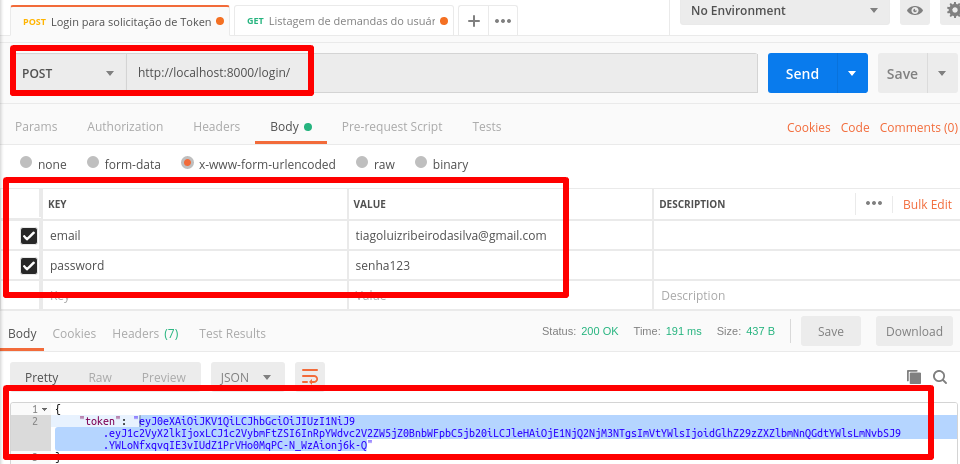 POST Login para solicitação de Token
GET Listagem de demandas do usuár
No Environment
POST
http://localhost:8000/login/
Send
Save
Params
Authorization
Headers
Body
Pre-request Script
Tests
Cookies
Code
Comments (0)
none
form-data
x-www-form-urlencoded
raw
binary
KEY
VALUE
DESCRIPTION
Bulk Edit
email
tiagoluizribeirodasilva@gmail.com
password
senha123
Key
Value
Description
Body
Cookies
Headers (7)
Test Results
Status: 200 OK
Time: 191 ms
Size: 437 B
Save
Download
Pretty
Raw
Preview
JSON
1 {
2 "token": "eyJ0eXAiOiJKV1QiLCJhbGciOiJIUzI1NiJ9
.eyJ1c2VyX2lkIjoxLCJ1c2VybmFtZSI6InRpYWdvc2V2ZW5jZ0BnbWFpbC5jb20iLCJleHAiOjE1NjQ2NjM3NTgsImVtYWlsIjoidGlhZ29zZXZlbmNnQGdtYWlsLmNvbSJ9
.YWLoNfxqvqIE3vIUdZ1PrVHo0MqPC-N_WzAionj6k-Q"
3 }